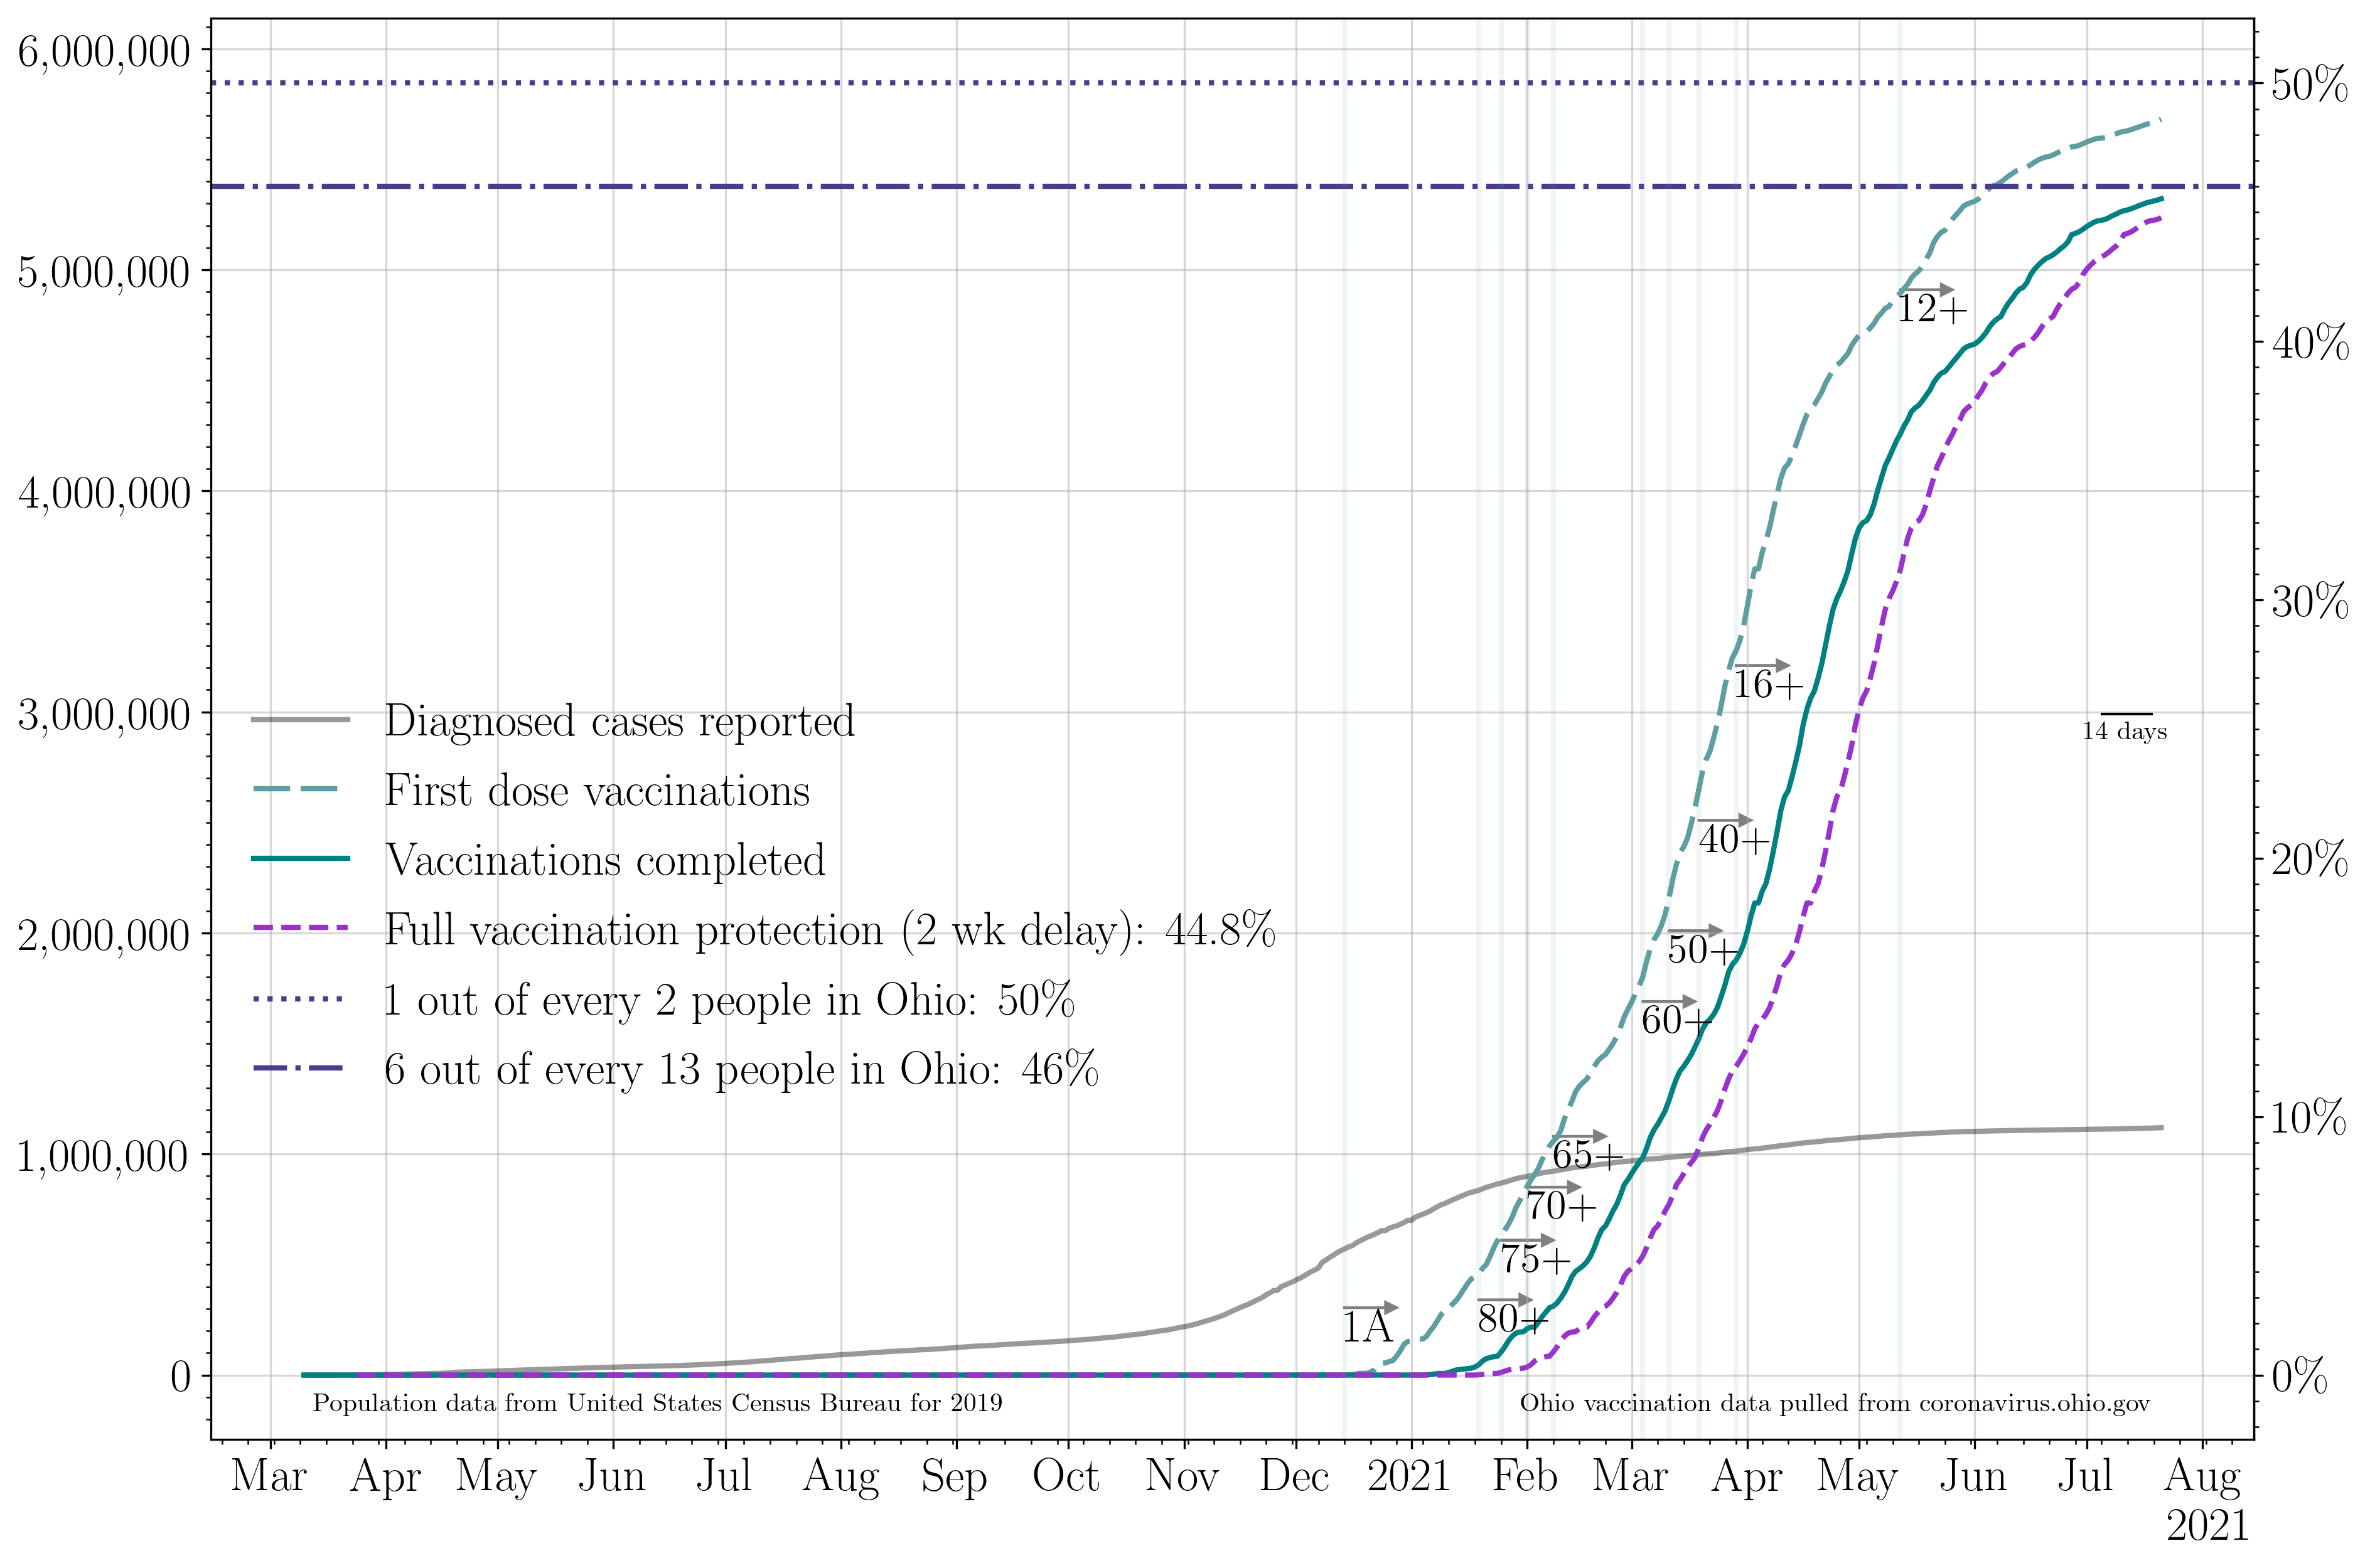 6,000,000
50%
5,000,000
12+
40%
4,000,000
30%
16+
3,000,000
Diagnosed cases reported
14 days
First dose vaccinations
40+
Vaccinations completed
20%
2,000,000
Full vaccination protection (2 wk delay): 44.8%
50+
1 out of every 2 people in Ohio: 50%
60+
6 out of every 13 people in Ohio: 46%
10%
1,000,000
65+
70+
75+
80+
1A
0
0%
Population data from United States Census Bureau for 2019
Ohio vaccination data pulled from coronavirus.ohio.gov
Mar Apr May Jun Jul Aug Sep Oct Nov Dec 2021 Feb Mar Apr May Jun Jul Aug
2021